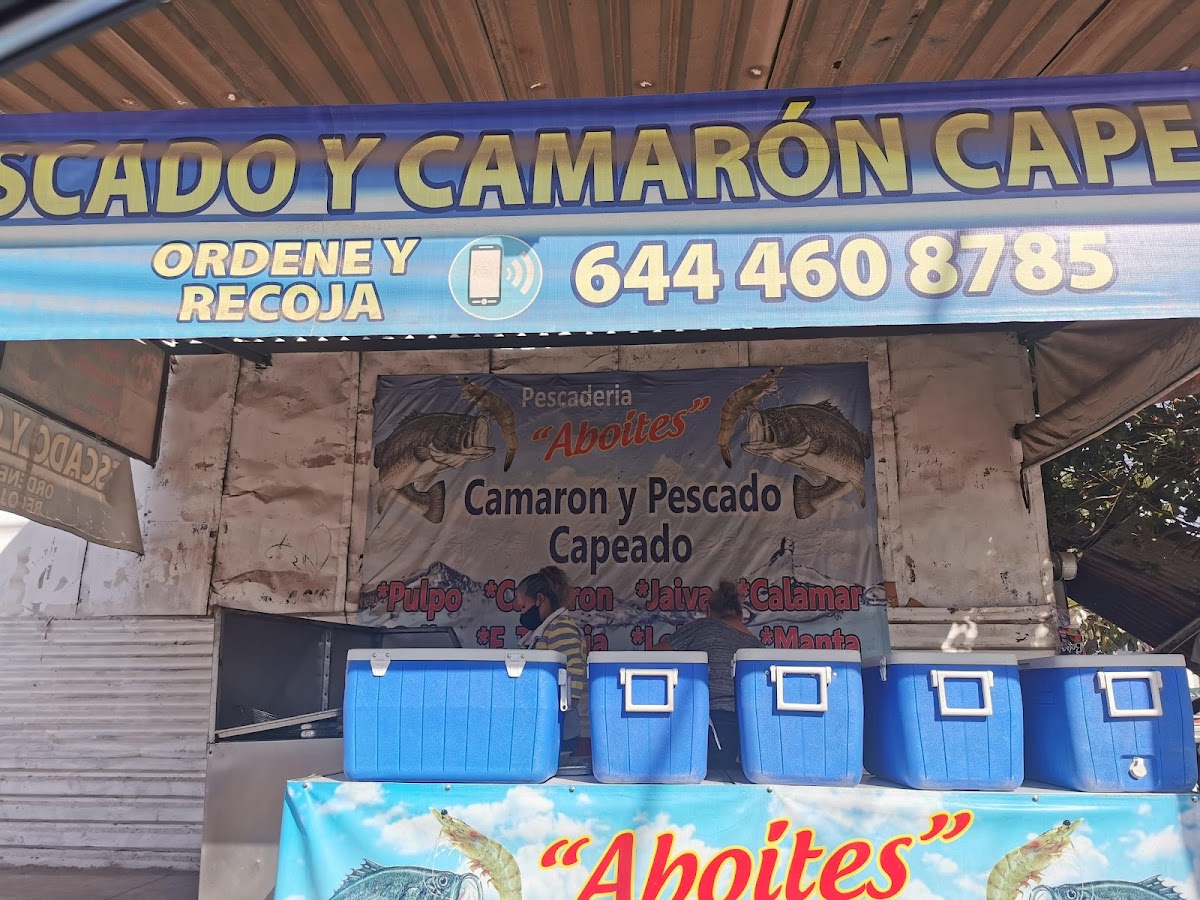 SCADO Y CAMARÓN CAPE
ORDENE Y
RECOJA
644 460 8785
Pescaderia
"Aboites"
Camaron y Pescado
Capeado
*Pulpo *Jaiva *Calamar
*Manta
"Aboites"